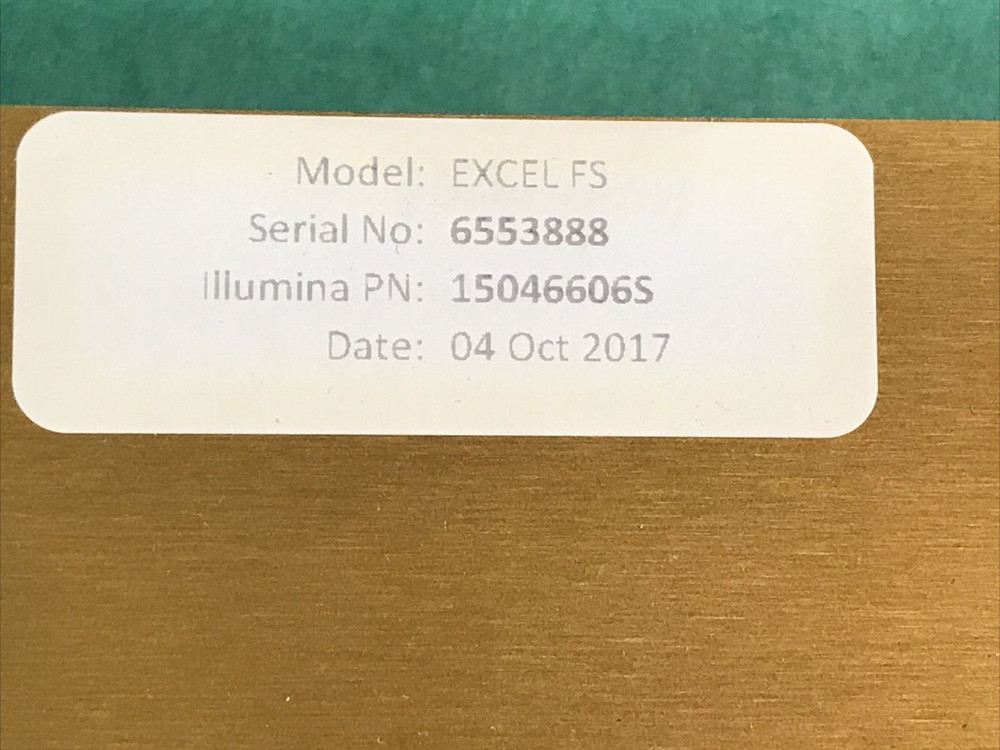 Model: EXCEL FS
Serial No: 6553888
Illumina PN: 15046606S
Date: 04 Oct 2017